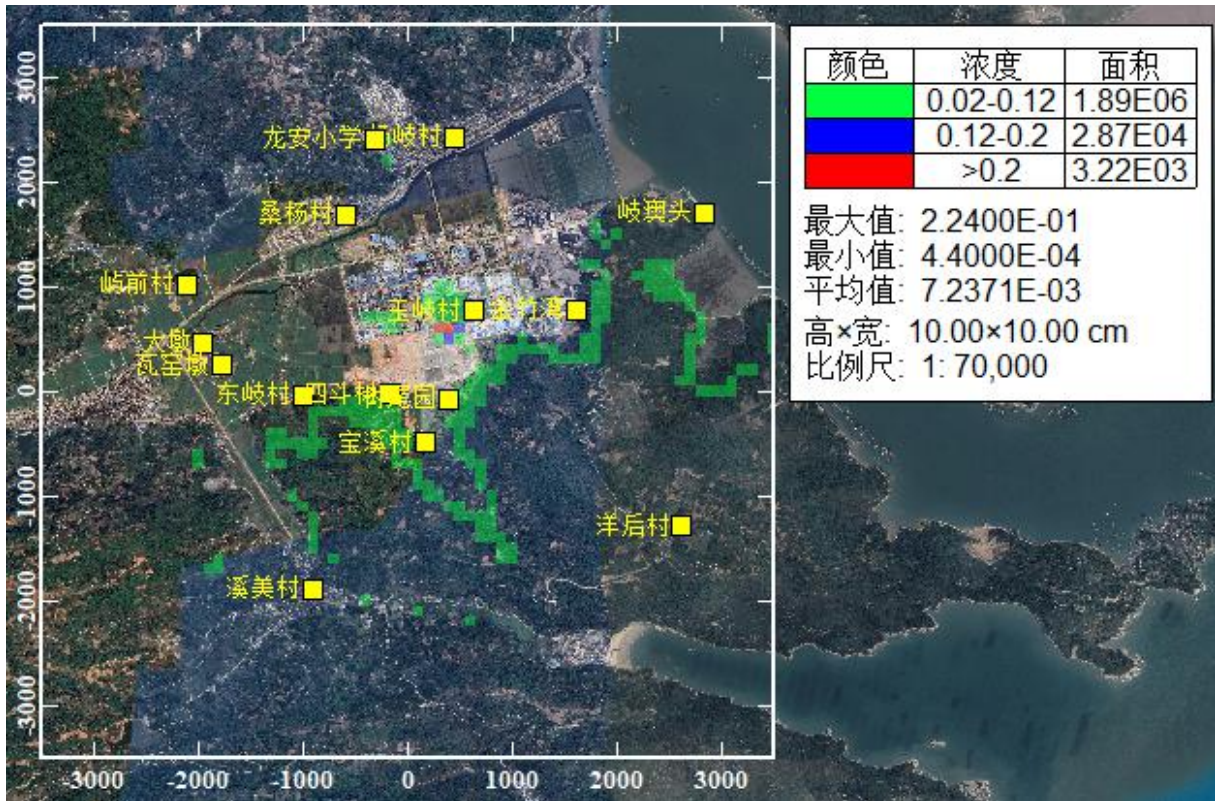 颜色 浓度 面积
0.02-0.12 1.89E06
0.12-0.2 2.87E04
>0.2 3.22E03
最大值: 2.2400E-01
最小值: 4.4000E-04
平均值: 7.2371E-03
高×宽: 10.00×10.00 cm
比例尺: 1: 70,000
3000
2000
1000
0
-1000
-2000
-3000
龙安小学
岐村
桑杨村
岐澳头
屿前村
玉岐村
大墩
瓦窑墩
东岐村
四斗
园
宝溪村
洋后村
溪美村
-3000 -2000 -1000 0 1000 2000 3000